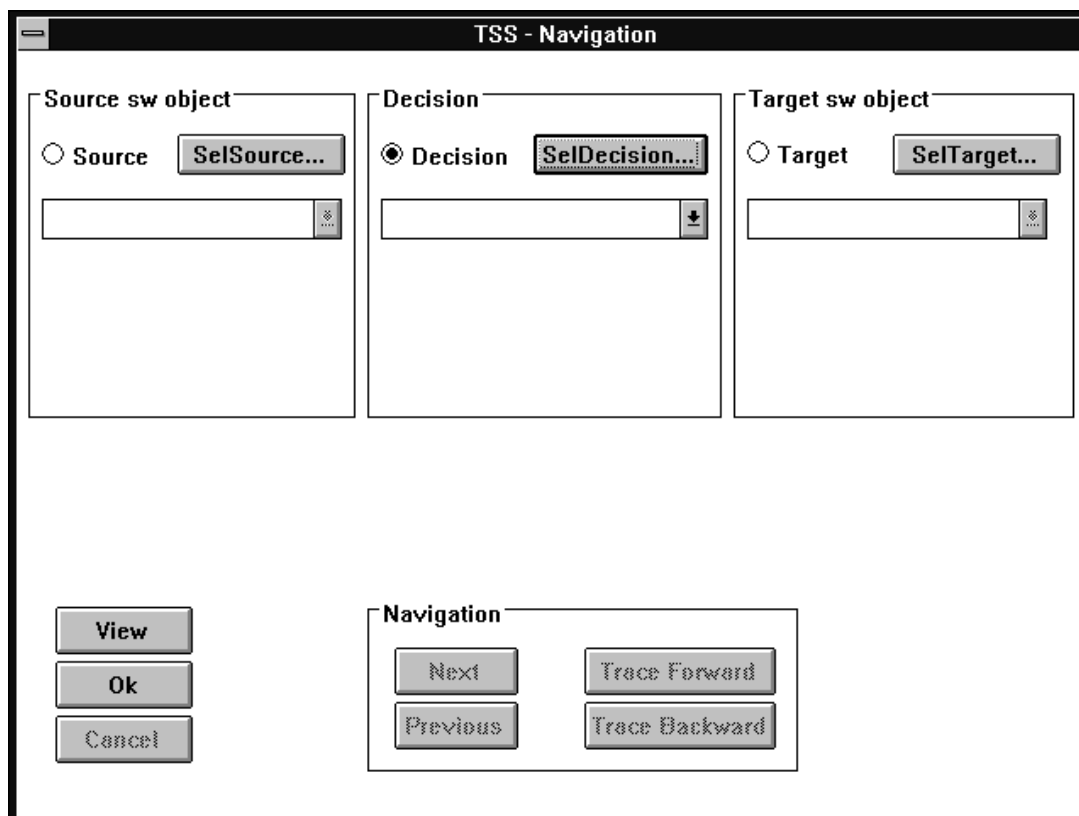 TSS - Navigation
Source sw object
Source
SelSource...
Decision
Decision
SelDecision...
Target sw object
Target
SelTarget...
View
Ok
Cancel
Navigation
Next
Trace Forward
Previous
Trace Backward